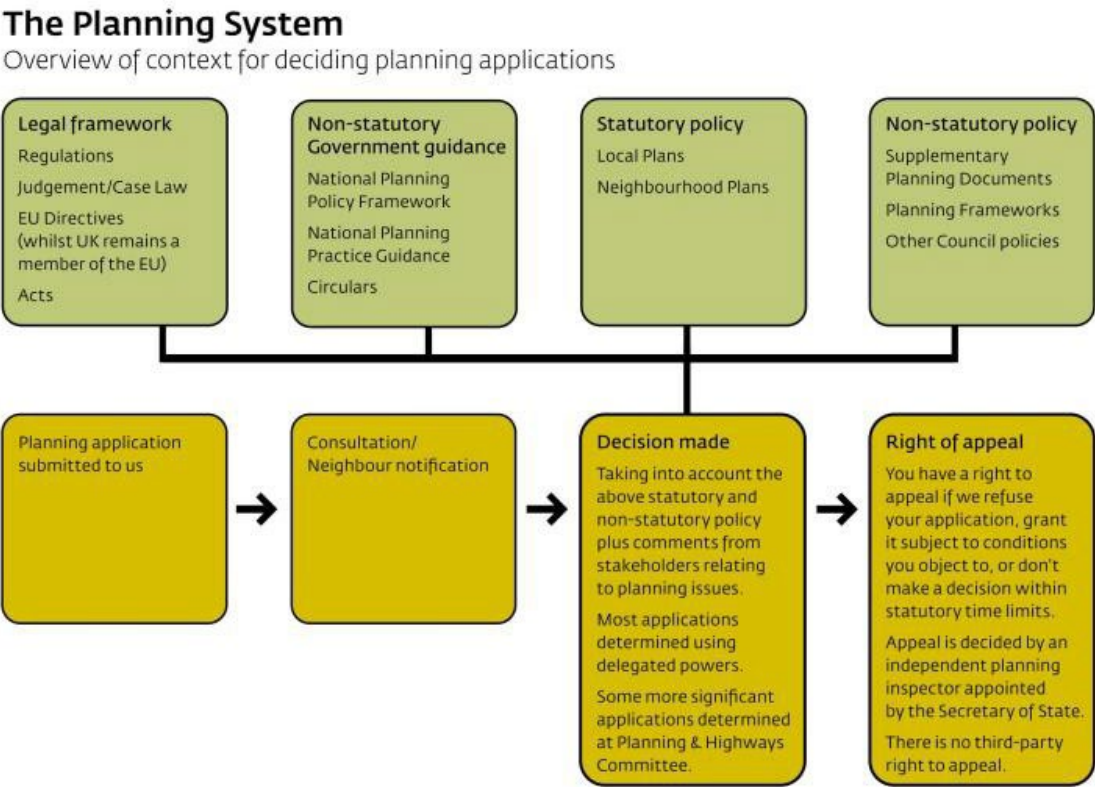 The Planning System
Overview of context for deciding planning applications
Legal framework
Regulations
Judgement/Case Law
EU Directives
(whilst UK remains a
member of the EU)
Acts
Non-statutory
Government guidance
National Planning
Policy Framework
National Planning
Practice Guidance
Circulars
Statutory policy
Local Plans
Neighbourhood Plans
Non-statutory policy
Supplementary
Planning Documents
Planning Frameworks
Other Council policies
Planning application
submitted to us
Consultation/
Neighbour notification
Decision made
Taking into account the
above statutory and
non-statutory policy
plus comments from
stakeholders relating
to planning issues.
Most applications
determined using
delegated powers.
Some more significant
applications determined
at Planning & Highways
Committee.
Right of appeal
You have a right to
appeal if we refuse
your application, grant
it subject to conditions
you object to, or don't
make a decision within
statutory time limits.
Appeal is decided by an
independent planning
inspector appointed
by the Secretary of State.
There is no third-party
right to appeal.